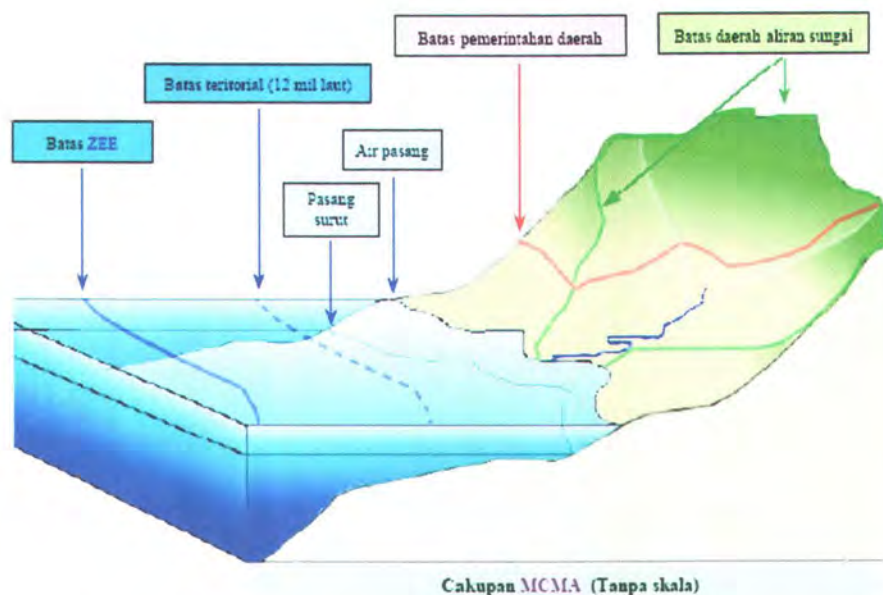 Batas pemerintahan daerah
Batas daerah aliran sungai
Batas teritorial (12 mil laut)
Batas ZEE
Air pasang
Pasang
surut
Cakupan MCMA (Tanpa skala)